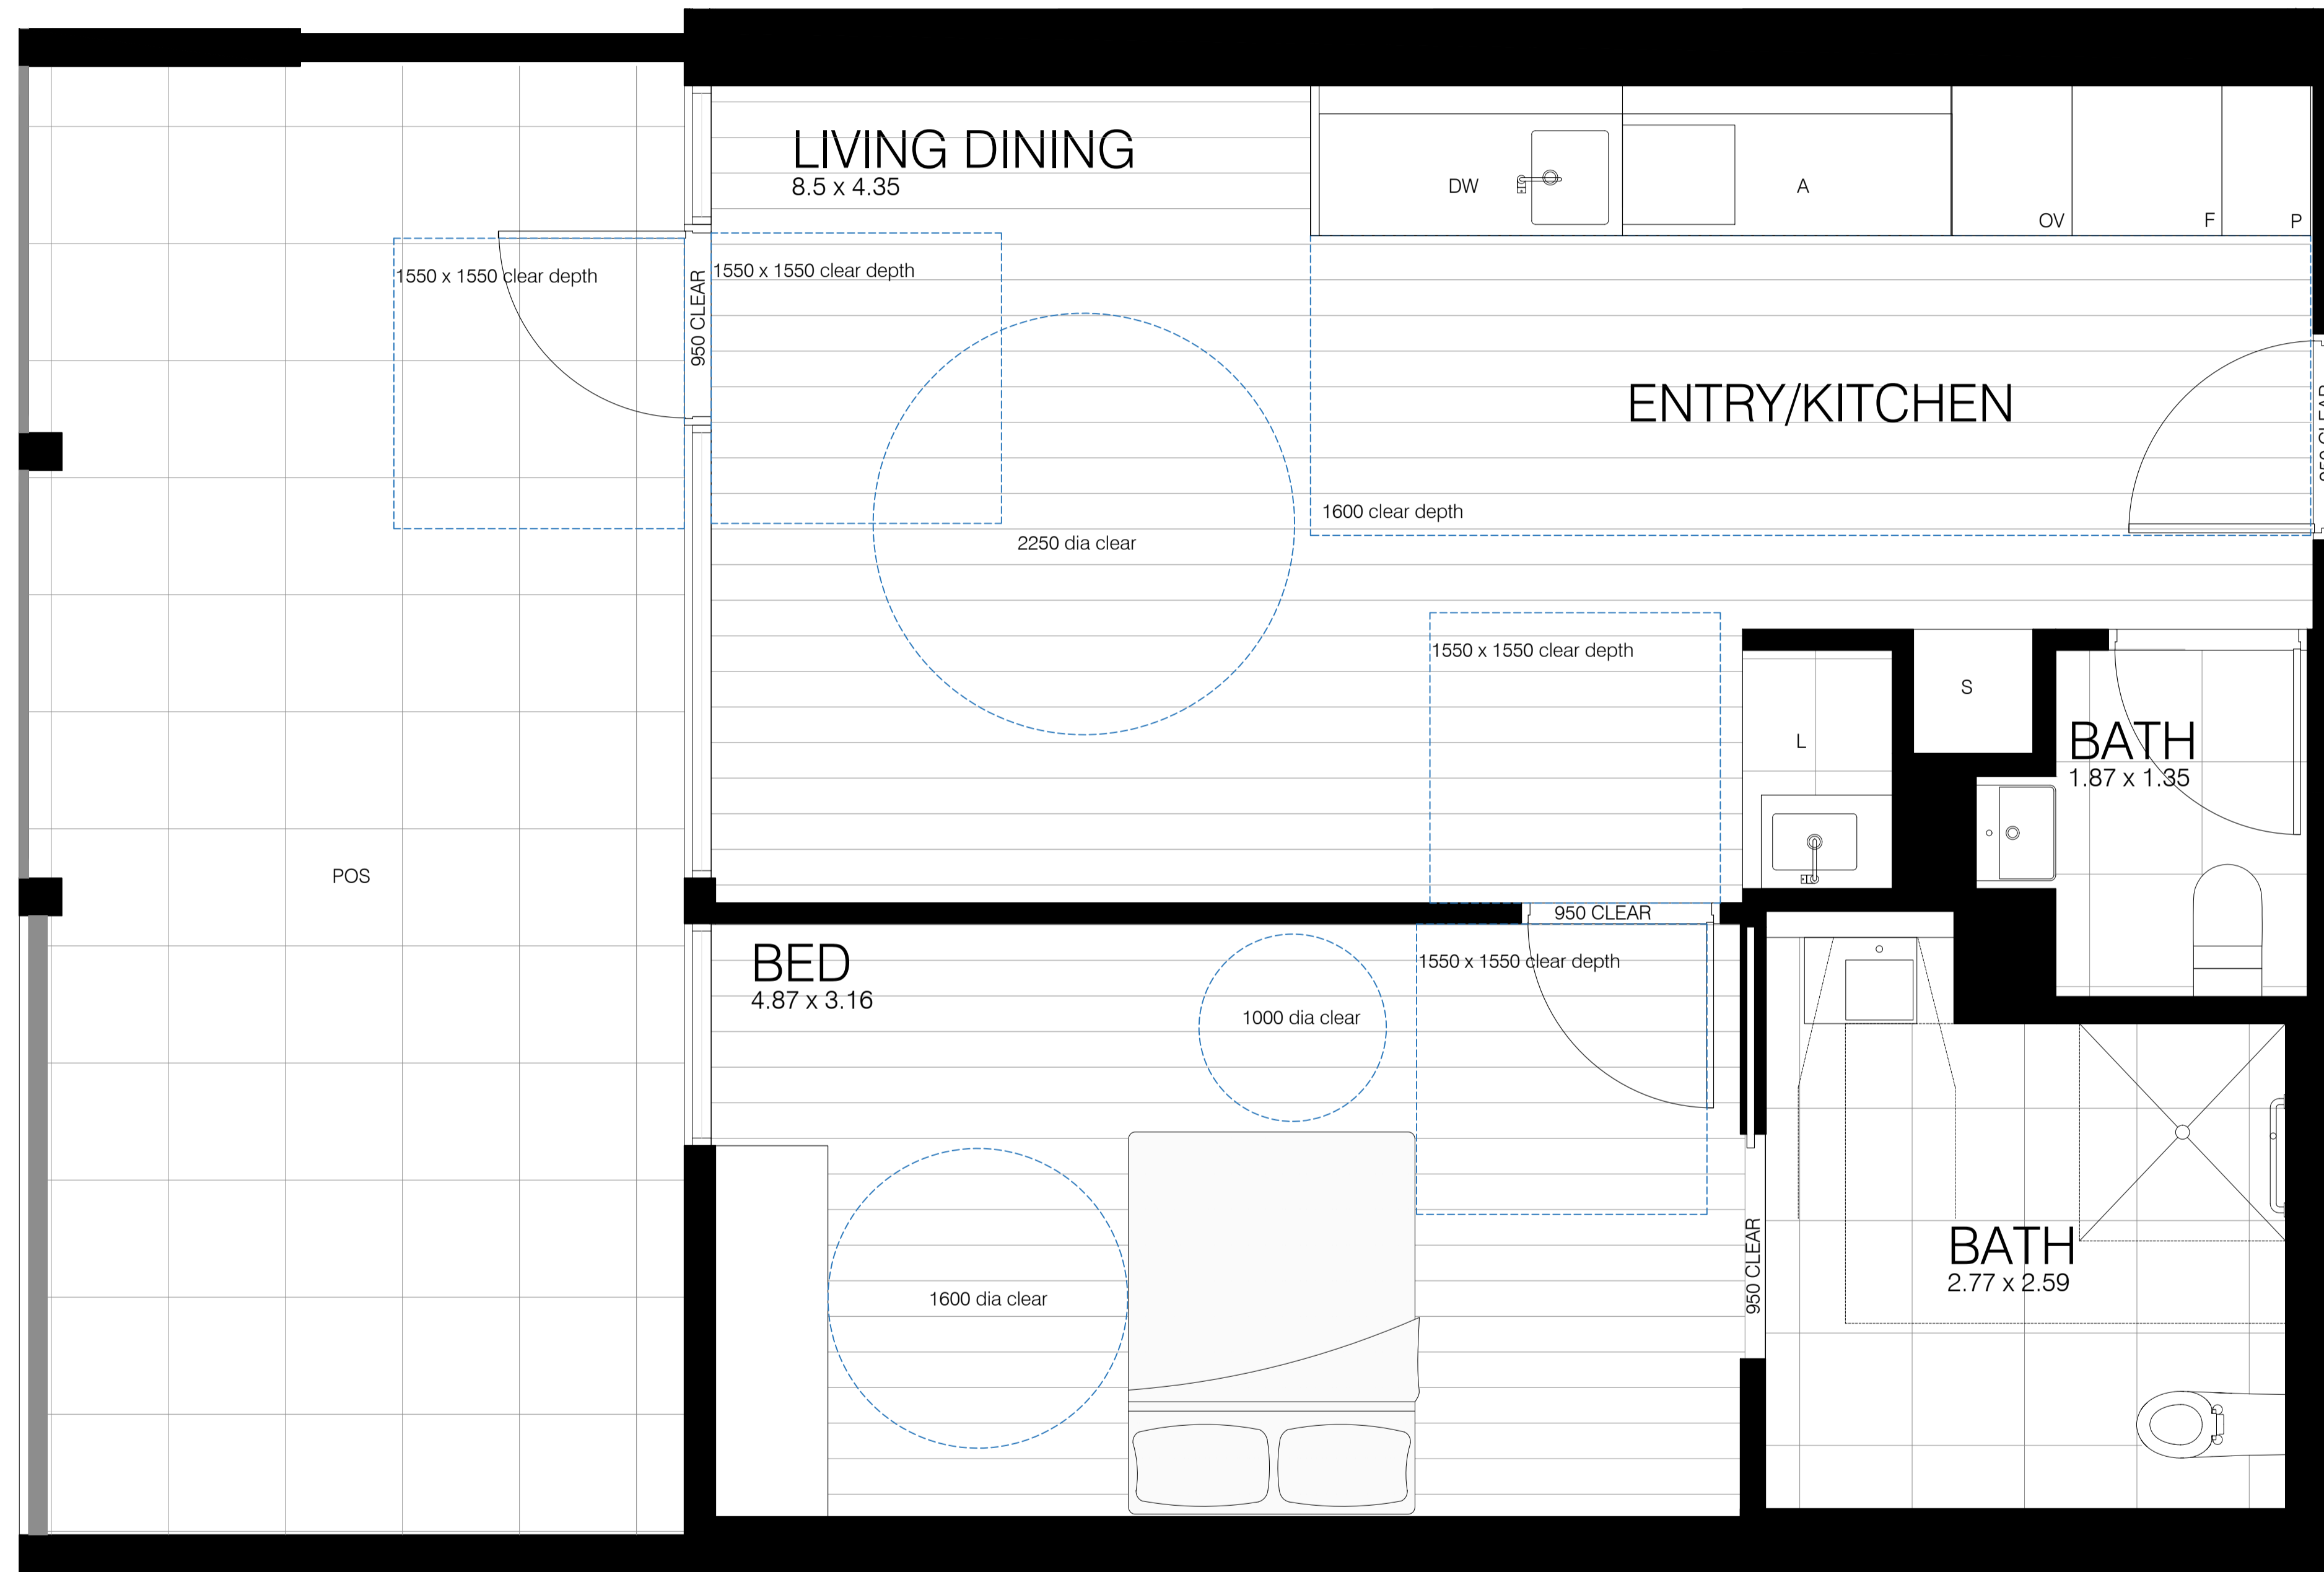 LIVING DINING
8.5 x 4.35
DW
A
OV
F
P
1550 x 1550 clear depth
950 CLEAR
1550 x 1550 clear depth
ENTRY/KITCHEN
1600 clear depth
2250 dia clear
1550 x 1550 clear depth
S
L
BATH
1.87 x 1.35
POS
950 CLEAR
BED
4.87 x 3.16
1550 x 1550 clear depth
1000 dia clear
1600 dia clear
950 CLEAR
BATH
2.77 x 2.59